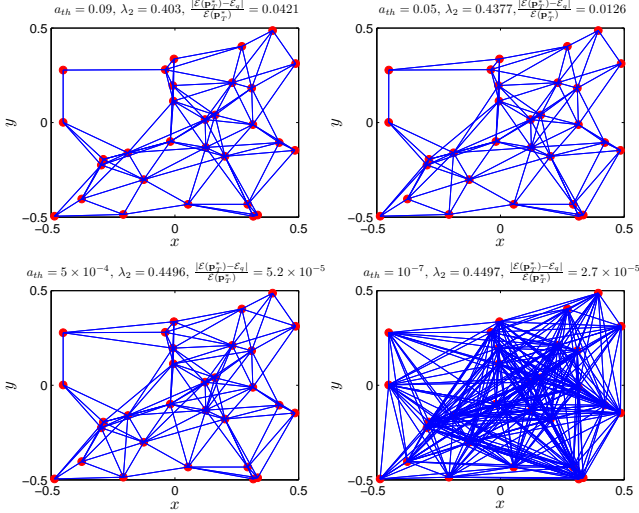 a_{th} = 0.09, λ_2 = 0.403, \frac{|ℰ(p_T^*)−ℰ_q|}{ℰ(p_T^*)} = 0.0421
0.5
0
−0.5
y
−0.5 0 0.5
x
a_{th} = 0.05, λ_2 = 0.4377, \frac{|ℰ(p_T^*)−ℰ_q|}{ℰ(p_T^*)} = 0.0126
0.5
0
−0.5
y
−0.5 0 0.5
x
a_{th} = 5 × 10^{-4}, λ_2 = 0.4496, \frac{|ℰ(p_T^*)−ℰ_q|}{ℰ(p_T^*)} = 5.2 × 10^{-5}
0.5
0
−0.5
y
−0.5 0 0.5
x
a_{th} = 10^{-7}, λ_2 = 0.4497, \frac{|ℰ(p_T^*)−ℰ_q|}{ℰ(p_T^*)} = 2.7 × 10^{-5}
0.5
0
−0.5
y
−0.5 0 0.5
x